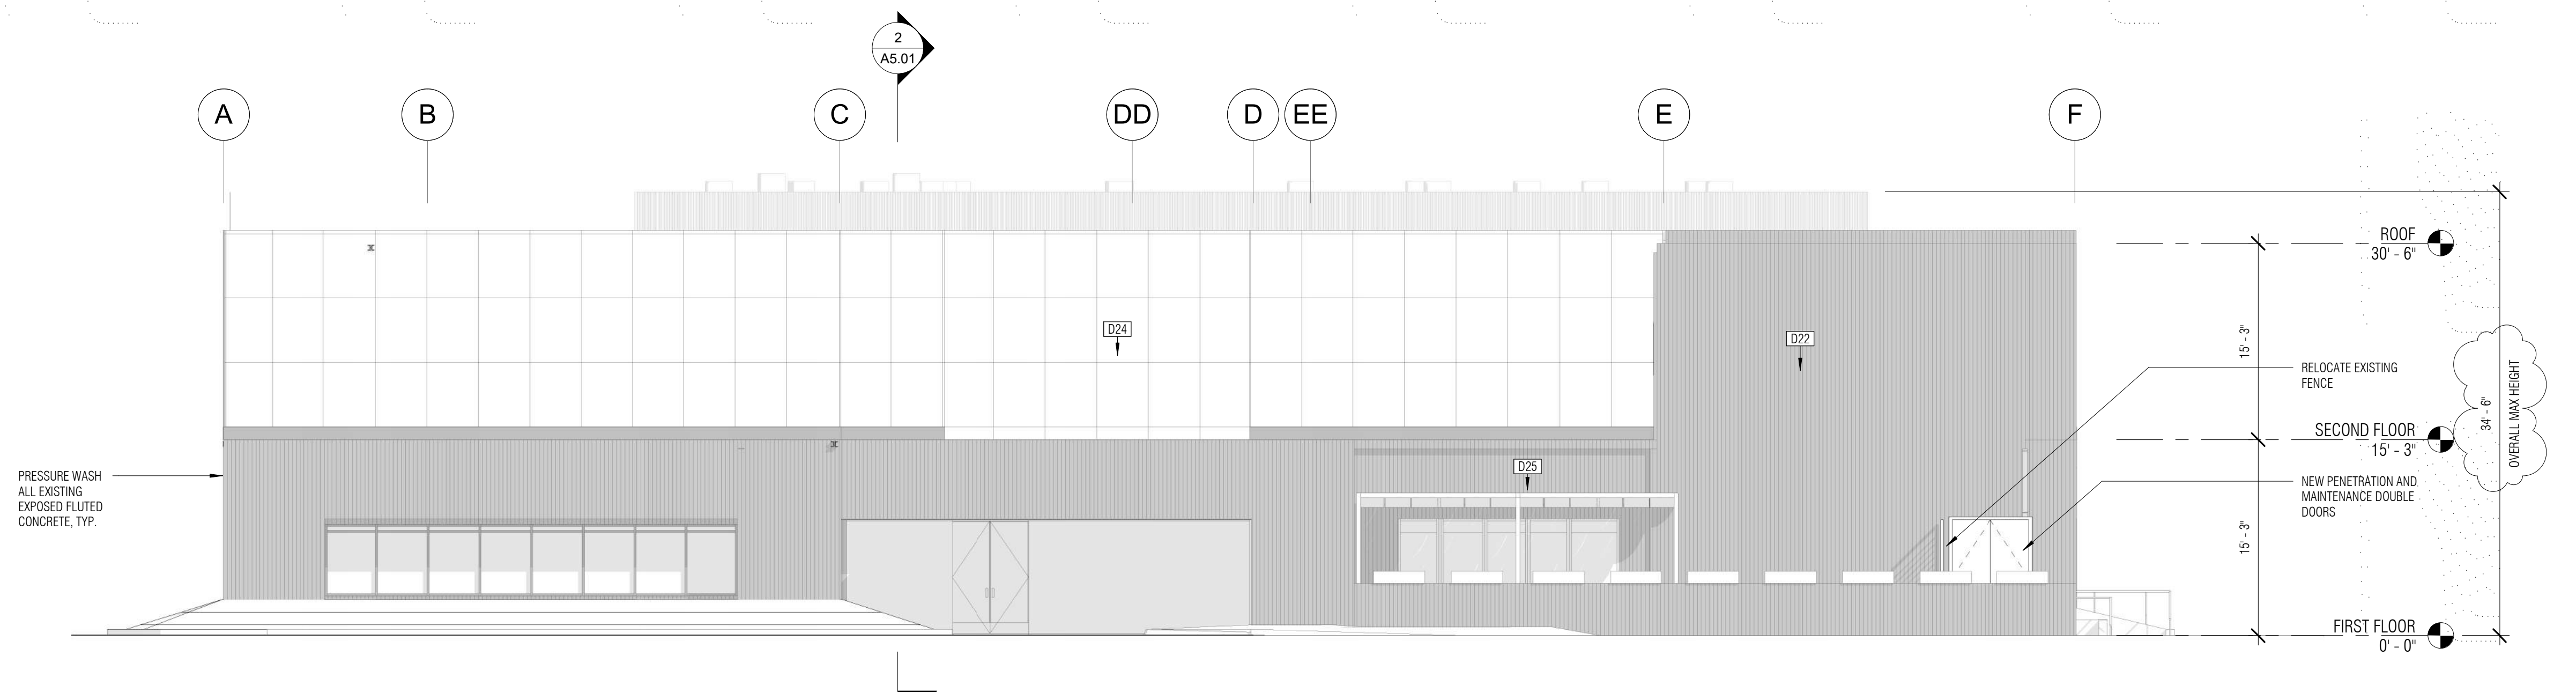 2
A5.01
A
B
C
DD
D
EE
E
F
ROOF
30' - 6"
D24
D22
15' - 3"
RELOCATE EXISTING
FENCE
34' - 6"
OVERALL MAX HEIGHT
SECOND FLOOR
15' - 3"
D25
PRESSURE WASH
ALL EXISTING
EXPOSED FLUTED
CONCRETE, TYP.
NEW PENETRATION AND
MAINTENANCE DOUBLE
DOORS
15' - 3"
FIRST FLOOR
0' - 0"